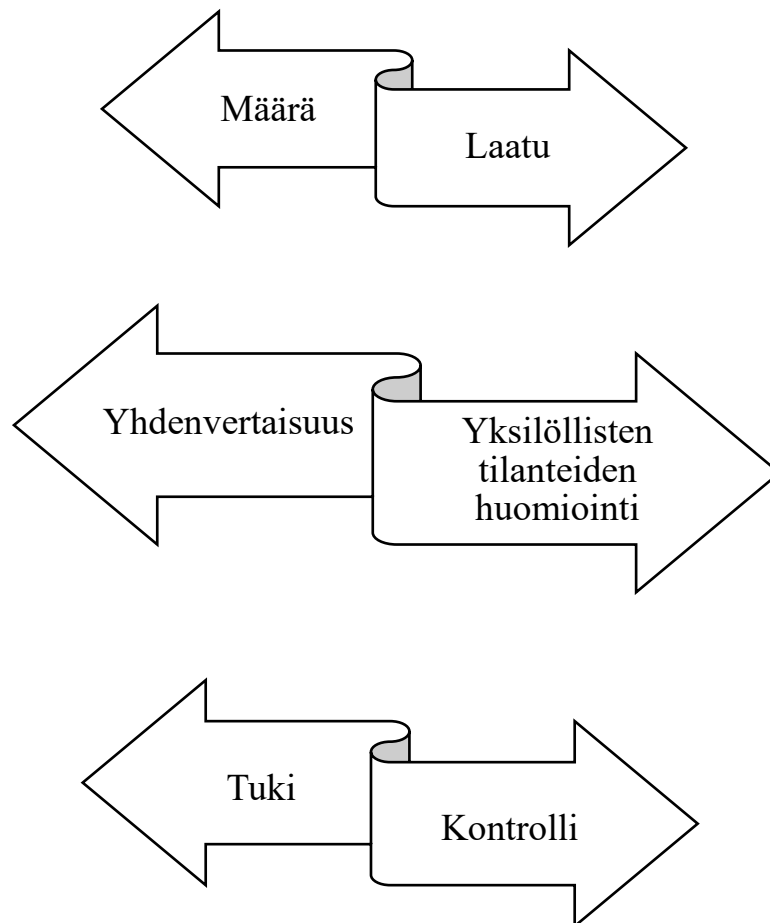 Määrä
Laatu
Yhdenvertaisuus
Yksilöllisten
tilanteiden
huomiointi
Tuki
Kontrolli